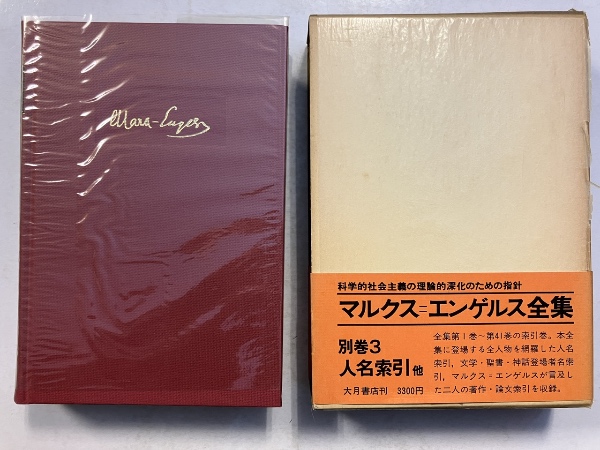 Marx-Engels
科学的社会主義の理論的深化のための指針
マルクス=エンゲルス全集
別巻3
人名索引他
大月書店刊 3300円
全集第1巻~第41巻の索引巻。本全
集に登場する全人物を網羅した人名
索引,文学・聖書・神話登場者名索
引,マルクス=エンゲルスが言及し
た二人の著作・論文索引を収録。